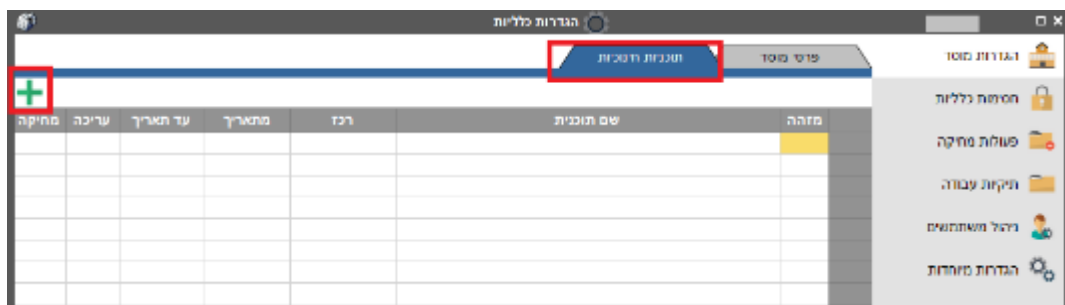 הגדרות כלליות
הגדרות מוסד
חסימות כלליות
פעולות מחיקה
תיקיות עבודה
ניהול משתמשים
הגדרות מיוחדות
פרטי מוסד
תוכניות חינוכיות
מזהה שם תוכנית רכז מתאריך עד תאריך עריכה מחיקה